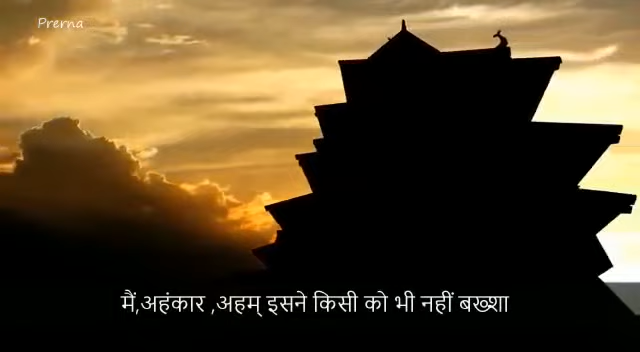 Prerna
मैं,अहंकार ,अहम् इसने किसी को भी नहीं बख्शा